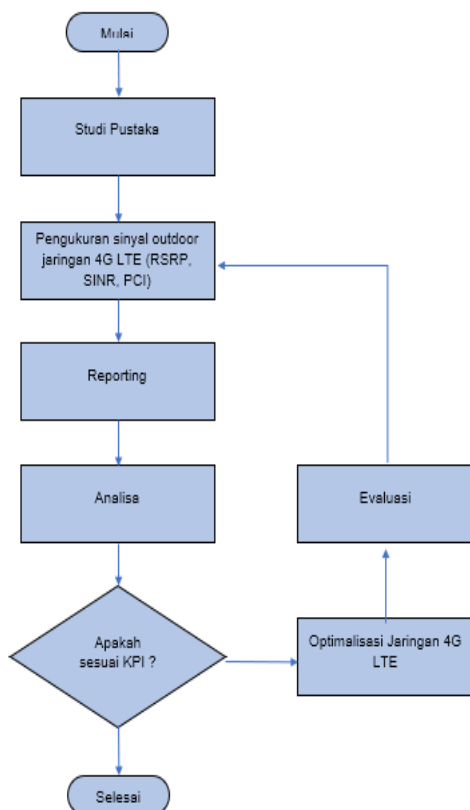 Mulai
Studi Pustaka
Pengukuran sinyal outdoor
jaringan 4G LTE (RSRP,
SINR, PCI)
Reporting
Analisa
Evaluasi
Apakah
sesuai KPI ?
Optimalisasi Jaringan 4G
LTE
Selesai